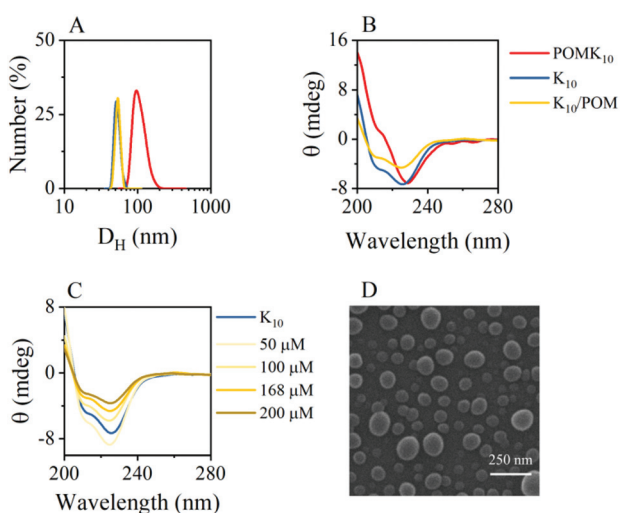 A
50
25
0
Number (%)
10 100 1000
D_H (nm)
B
16
8
0
-8
θ (mdeg)
200 240 280
Wavelength (nm)
POMK₁₀
K₁₀
K₁₀/POM
C
8
0
-8
θ (mdeg)
200 240 280
Wavelength (nm)
K₁₀
50 μM
100 μM
168 μM
200 μM
D
250 nm